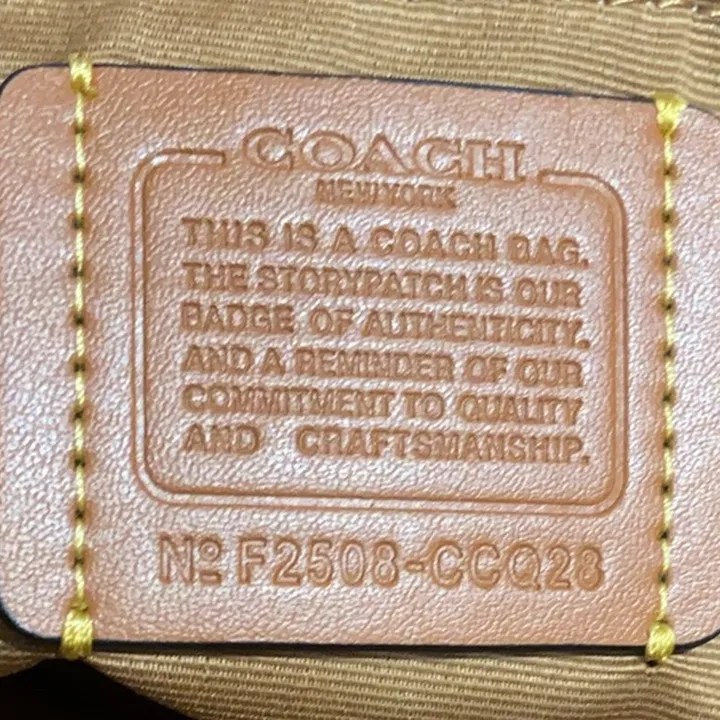 COACH
NEW YORK
THIS IS A COACH BAG.
THE STORYPATCH IS OUR
BADGE OF AUTHENTICITY.
AND A REMINDER OF OUR
COMMITMENT TO QUALITY
AND CRAFTSMANSHIP.
Nº F2508-CCQ28